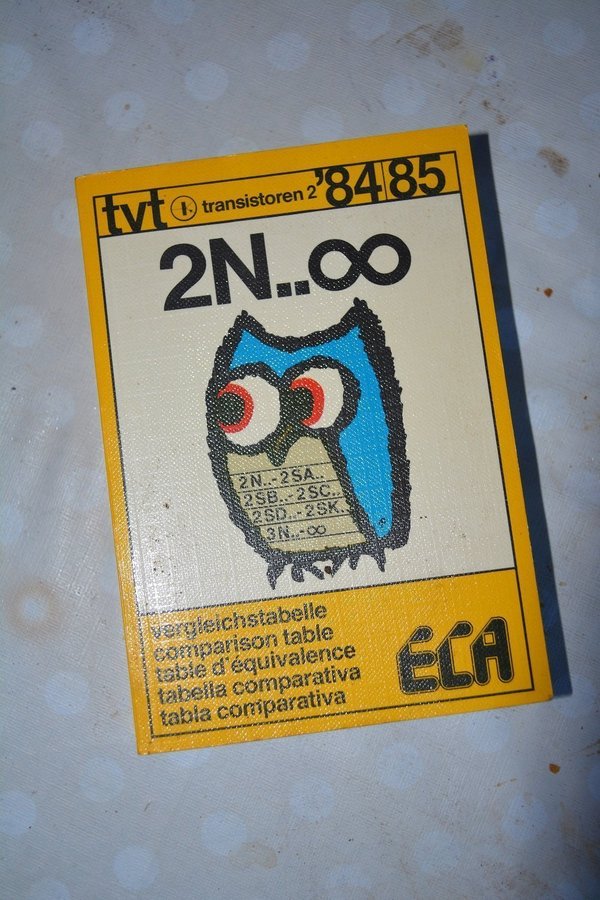 tvt transistoren 2 '84|85
2N..∞
2N..-2SA..
2SB..-2SC..
2SD..-2SK..
3N..-∞
vergleichstabelle
comparison table
table d'équivalence
tabella comparativa
tabla comparativa
ECA